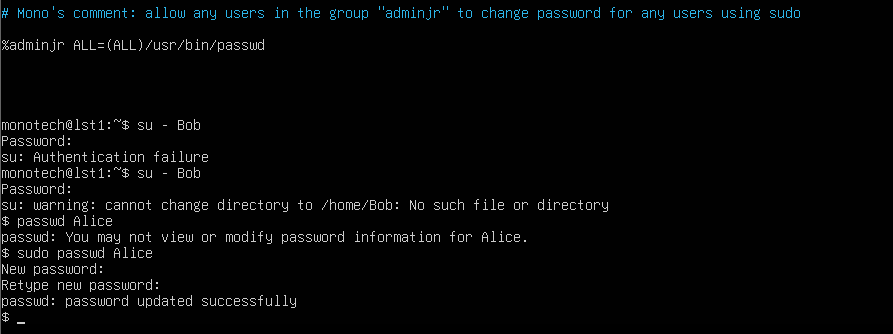 # Mono's comment: allow any users in the group "adminjr" to change password for any users using sudo
%adminjr ALL=(ALL)/usr/bin/passwd
monotech@lst1:~$ su - Bob
Password:
su: Authentication failure
monotech@lst1:~$ su - Bob
Password:
su: warning: cannot change directory to /home/Bob: No such file or directory
$ passwd Alice
passwd: You may not view or modify password information for Alice.
$ sudo passwd Alice
New password:
Retype new password:
passwd: password updated successfully
$ _